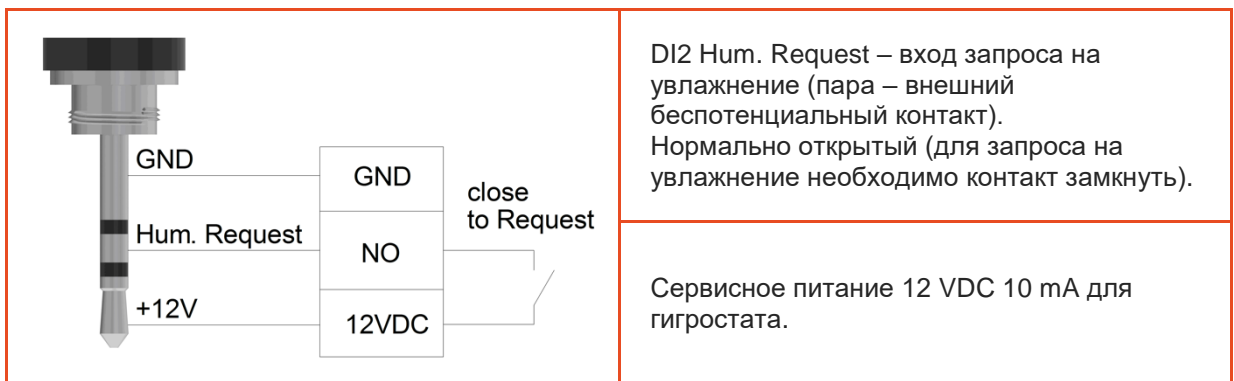 GND
Hum. Request
+12V
GND
NO
12VDC
close
to Request
DI2 Hum. Request – вход запроса на
увлажнение (пара – внешний
беспотенциальный контакт).
Нормально открытый (для запроса на
увлажнение необходимо контакт замкнуть).
Сервисное питание 12 VDC 10 mA для
гигростата.